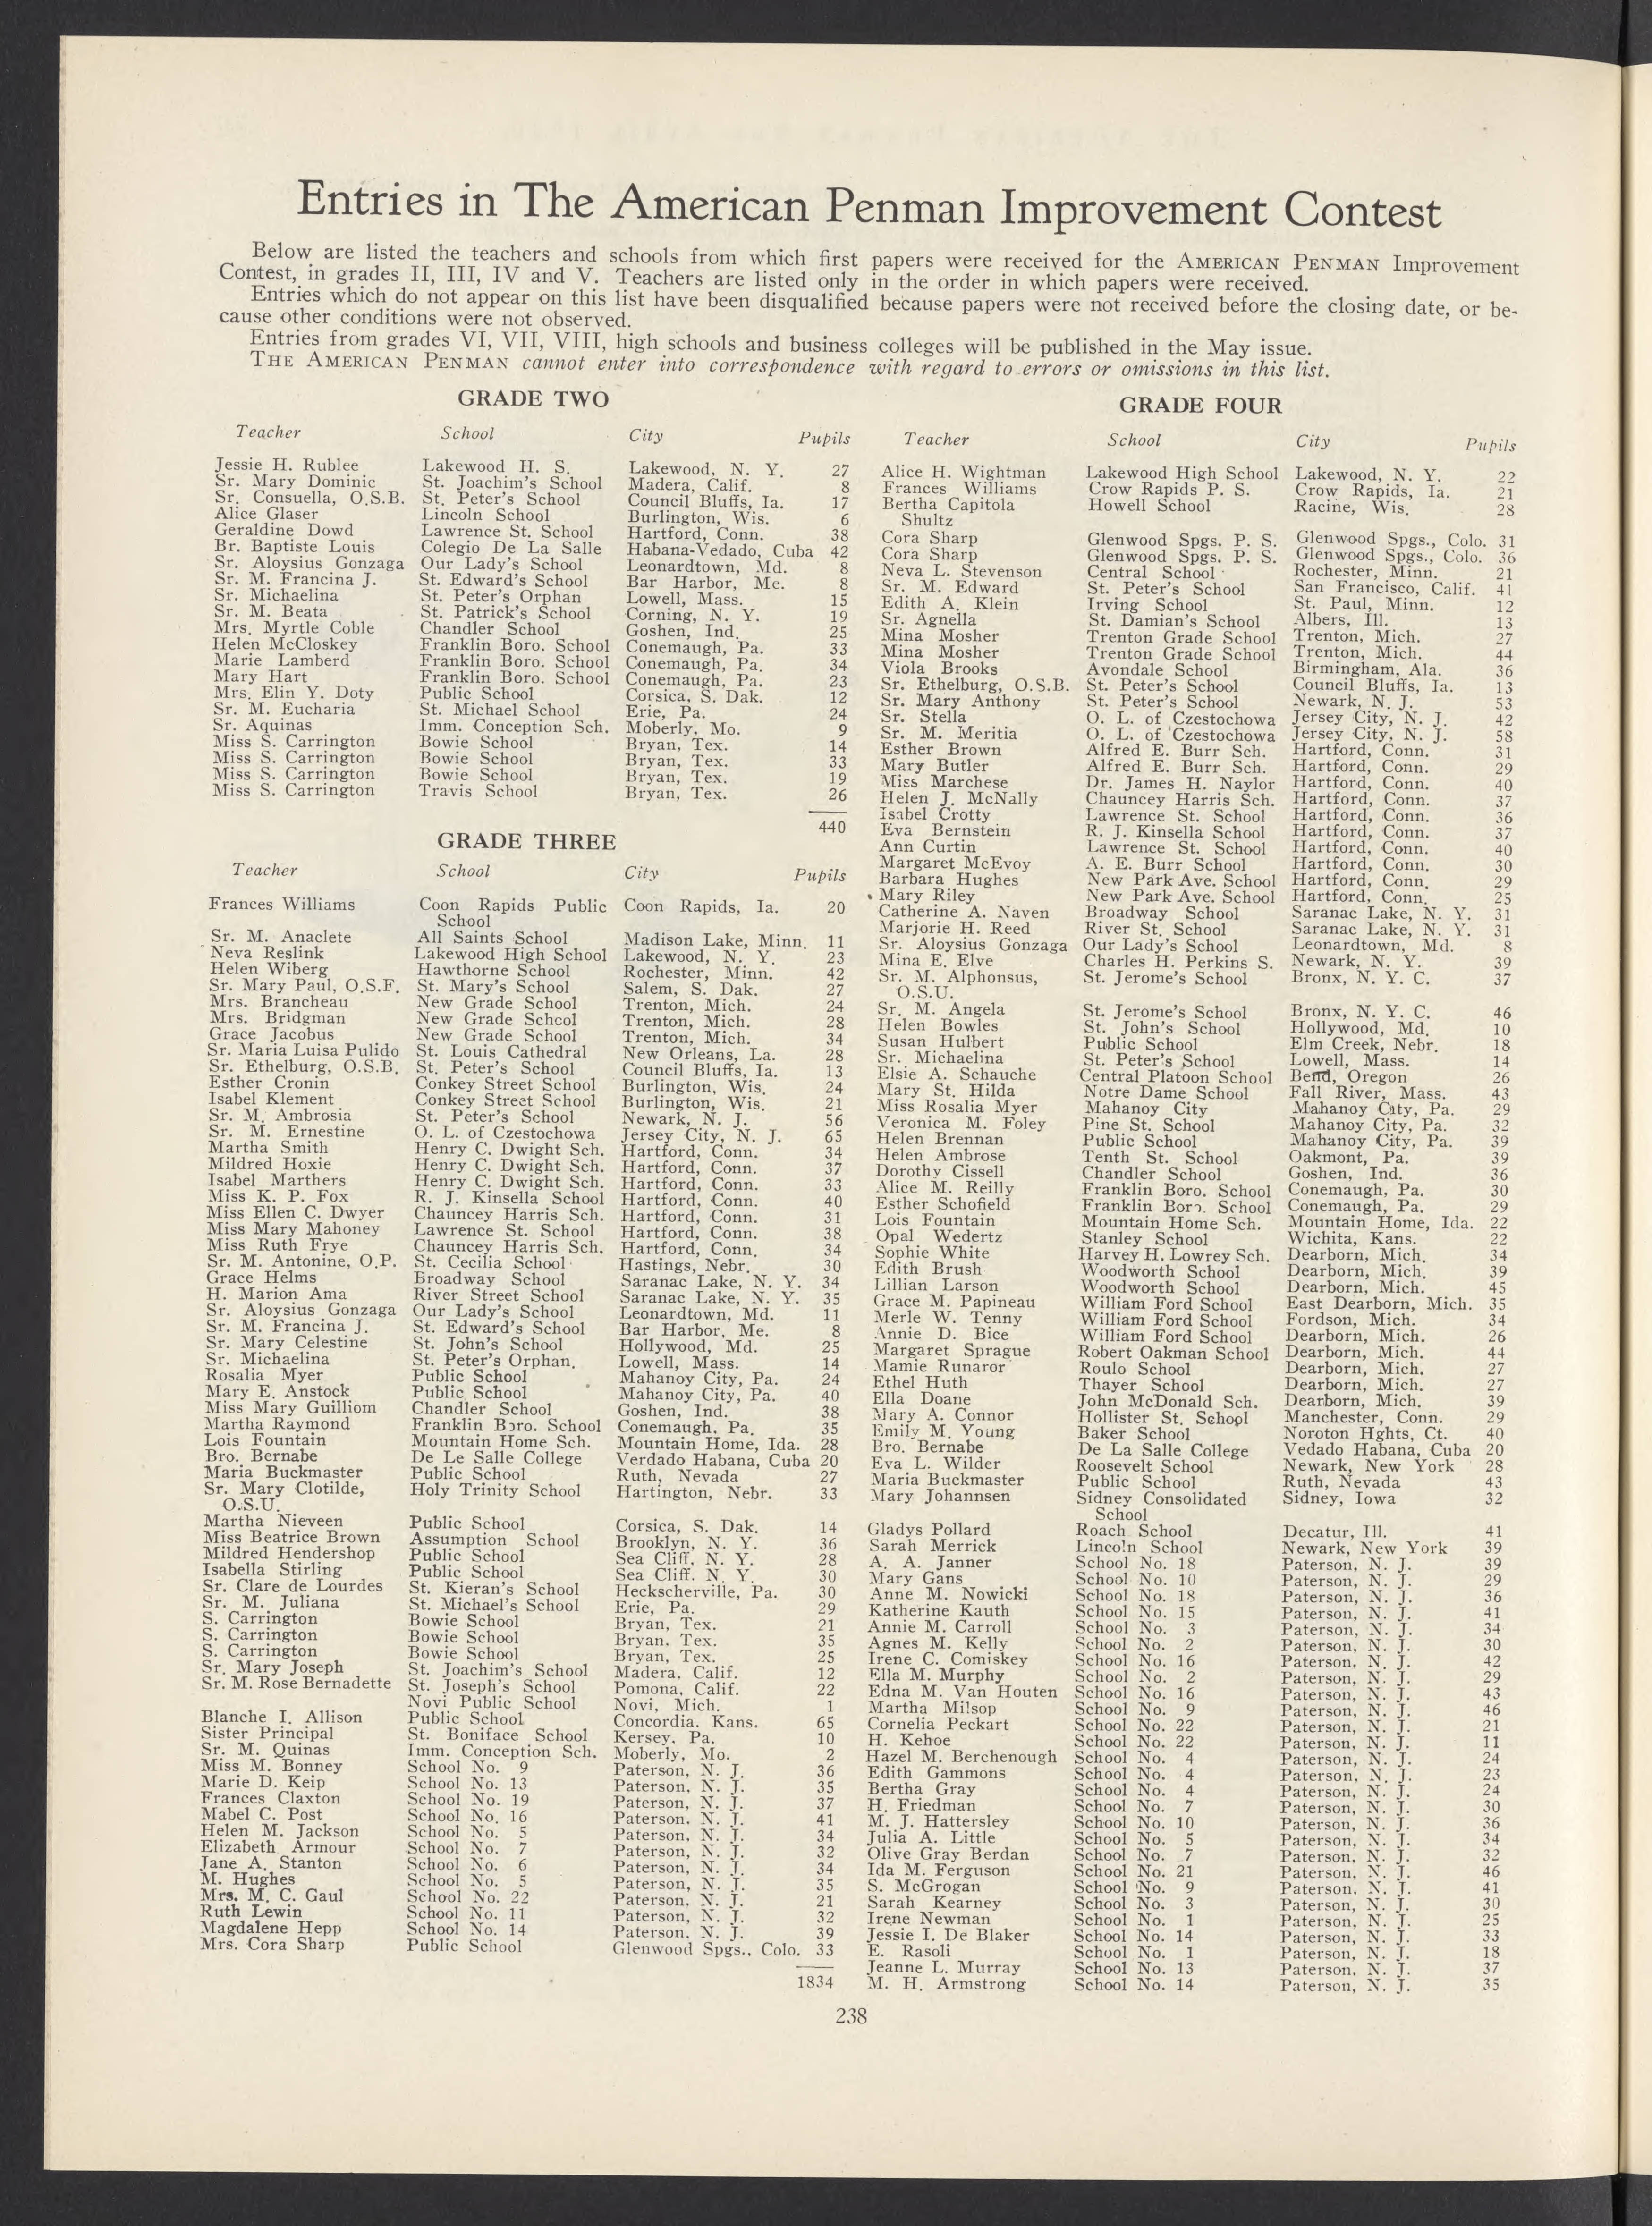 Entries in The American Penman Improvement Contest
Below are listed the teachers and schools from which first papers were received for the AMERICAN PENMAN Improvement
Contest, in grades II, III, IV and V. Teachers are listed only in the order in which papers were received.
Entries which do not appear on this list have been disqualified because papers were not received before the closing date, or be-
cause other conditions were not observed.
Entries from grades VI, VII, VIII, high schools and business colleges will be published in the May issue.
THE AMERICAN PENMAN cannot enter into correspondence with regard to errors or omissions in this list.
GRADE TWO
Teacher School City Pupils
Jessie H. Rublee Lakewood H. S. Lakewood, N. Y. 27
Sr. Mary Dominic St. Joachim's School Madera, Calif. 8
Sr. Consuella, O.S.B. St. Peter's School Council Bluffs, Ia. 17
Alice Glaser Lincoln School Burlington, Wis. 6
Geraldine Dowd Lawrence St. School Hartford, Conn. 38
Br. Baptiste Louis Colegio De La Salle Habana-Vedado, Cuba 42
Sr. Aloysius Gonzaga Our Lady's School Leonardtown, Md. 8
Sr. M. Francina J. St. Edward's School Bar Harbor, Me. 8
Sr. Michaelina St. Peter's Orphan Lowell, Mass. 15
Sr. M. Beata St. Patrick's School Corning, N. Y. 19
Mrs. Myrtle Coble Chandler School Goshen, Ind. 25
Helen McCloskey Franklin Boro. School Conemaugh, Pa. 33
Marie Lamberd Franklin Boro. School Conemaugh, Pa. 34
Mary Hart Franklin Boro. School Conemaugh, Pa. 23
Mrs. Elin Y. Doty Public School Corsica, S. Dak. 12
Sr. M. Eucharia St. Michael School Erie, Pa. 24
Sr. Aquinas Imm. Conception Sch. Moberly, Mo. 9
Miss S. Carrington Bowie School Bryan, Tex. 14
Miss S. Carrington Bowie School Bryan, Tex. 33
Miss S. Carrington Bowie School Bryan, Tex. 19
Miss S. Carrington Travis School Bryan, Tex. 26
440
GRADE THREE
Teacher School City Pupils
Frances Williams Coon Rapids Public Coon Rapids, Ia. 20
School
Sr. M. Anaclete All Saints School Madison Lake, Minn. 11
Neva Reslink Lakewood High School Lakewood, N. Y. 23
Helen Wiberg Hawthorne School Rochester, Minn. 42
Sr. Mary Paul, O.S.F. St. Mary's School Salem, S. Dak. 27
Mrs. Brancheau New Grade School Trenton, Mich. 24
Mrs. Bridgman New Grade School Trenton, Mich. 28
Grace Jacobus New Grade School Trenton, Mich. 34
Sr. Maria Luisa Pulido St. Louis Cathedral New Orleans, La. 28
Sr. Ethelburg, O.S.B. St. Peter's School Council Bluffs, Ia. 13
Esther Cronin Conkey Street School Burlington, Wis. 24
Isabel Klement Conkey Street School Burlington, Wis. 21
Sr. M. Ambrosia St. Peter's School Newark, N. J. 56
Sr. M. Ernestine O. L. of Czestochowa Jersey City, N. J. 65
Martha Smith Henry C. Dwight Sch. Hartford, Conn. 34
Mildred Hoxie Henry C. Dwight Sch. Hartford, Conn. 37
Isabel Marthers Henry C. Dwight Sch. Hartford, Conn. 33
Miss K. P. Fox R. J. Kinsella School Hartford, Conn. 40
Miss Ellen C. Dwyer Chauncey Harris Sch. Hartford, Conn. 31
Miss Mary Mahoney Lawrence St. School Hartford, Conn. 38
Miss Ruth Frye Chauncey Harris Sch. Hartford, Conn. 34
Sr. M. Antonine, O.P. St. Cecilia School Hastings, Nebr. 30
Grace Helms Broadway School Saranac Lake, N. Y. 34
H. Marion Ama River Street School Saranac Lake, N. Y. 35
Sr. Aloysius Gonzaga Our Lady's School Leonardtown, Md. 11
Sr. M. Francina J. St. Edward's School Bar Harbor, Me. 8
Sr. Mary Celestine St. John's School Hollywood, Md. 25
Sr. Michaelina St. Peter's Orphan. Lowell, Mass. 14
Rosalia Myer Public School Mahanoy City, Pa. 24
Mary E. Anstock Public School Mahanoy City, Pa. 40
Miss Mary Guilliom Chandler School Goshen, Ind. 38
Martha Raymond Franklin Boro. School Conemaugh, Pa. 35
Lois Fountain Mountain Home Sch. Mountain Home, Ida. 28
Bro. Bernabe De Le Salle College Verdado Habana, Cuba 20
Maria Buckmaster Public School Ruth, Nevada 27
Sr. Mary Clotilde, Holy Trinity School Hartington, Nebr. 33
O.S.U.
Martha Nieveen Public School Corsica, S. Dak. 14
Miss Beatrice Brown Assumption School Brooklyn, N. Y. 36
Mildred Hendershop Public School Sea Cliff, N. Y. 28
Isabella Stirling Public School Sea Cliff, N. Y. 30
Sr. Clare de Lourdes St. Kieran's School Heckscherville, Pa. 30
Sr. M. Juliana St. Michael's School Erie, Pa. 29
S. Carrington Bowie School Bryan, Tex. 21
S. Carrington Bowie School Bryan, Tex. 35
S. Carrington Bowie School Bryan, Tex. 25
Sr. Mary Joseph St. Joachim's School Madera, Calif. 12
Sr. M. Rose Bernadette St. Joseph's School Pomona, Calif. 22
Novi Public School Novi, Mich. 1
Blanche I. Allison Public School Concordia, Kans. 65
Sister Principal St. Boniface School Kersey, Pa. 10
Sr. M. Quinas Imm. Conception Sch. Moberly, Mo. 2
Miss M. Bonney School No. 9 Paterson, N. J. 36
Marie D. Keip School No. 13 Paterson, N. J. 35
Frances Claxton School No. 19 Paterson, N. J. 37
Mabel C. Post School No. 16 Paterson, N. J. 41
Helen M. Jackson School No. 5 Paterson, N. J. 34
Elizabeth Armour School No. 7 Paterson, N. J. 32
Jane A. Stanton School No. 6 Paterson, N. J. 34
M. Hughes School No. 5 Paterson, N. J. 35
Mrs. M. C. Gaul School No. 22 Paterson, N. J. 21
Ruth Lewin School No. 11 Paterson, N. J. 32
Magdalene Hepp School No. 14 Paterson, N. J. 39
Mrs. Cora Sharp Public School Glenwood Spgs., Colo. 33
1834
GRADE FOUR
Teacher School City Pupils
Alice H. Wightman Lakewood High School Lakewood, N. Y. 22
Frances Williams Crow Rapids P. S. Crow Rapids, Ia. 21
Bertha Capitola Howell School Racine, Wis. 28
Shultz
Cora Sharp Glenwood Spgs. P. S. Glenwood Spgs., Colo. 31
Cora Sharp Glenwood Spgs. P. S. Glenwood Spgs., Colo. 36
Neva L. Stevenson Central School Rochester, Minn. 21
Sr. M. Edward St. Peter's School San Francisco, Calif. 41
Edith A. Klein Irving School St. Paul, Minn. 12
Sr. Agnella St. Damian's School Albers, Ill. 13
Mina Mosher Trenton Grade School Trenton, Mich. 27
Mina Mosher Trenton Grade School Trenton, Mich. 44
Viola Brooks Avondale School Birmingham, Ala. 36
Sr. Ethelburg, O.S.B. St. Peter's School Council Bluffs, Ia. 13
Sr. Mary Anthony St. Peter's School Newark, N. J. 53
Sr. Stella O. L. of Czestochowa Jersey City, N. J. 42
Sr. M. Meritia O. L. of Czestochowa Jersey City, N. J. 58
Esther Brown Alfred E. Burr Sch. Hartford, Conn. 31
Mary Butler Alfred E. Burr Sch. Hartford, Conn. 29
Miss Marchese Dr. James H. Naylor Hartford, Conn. 40
Helen J. McNally Chauncey Harris Sch. Hartford, Conn. 37
Isabel Crotty Lawrence St. School Hartford, Conn. 36
Eva Bernstein R. J. Kinsella School Hartford, Conn. 37
Ann Curtin Lawrence St. School Hartford, Conn. 40
Margaret McEvoy A. E. Burr School Hartford, Conn. 30
Barbara Hughes New Park Ave. School Hartford, Conn. 29
Mary Riley New Park Ave. School Hartford, Conn. 25
Catherine A. Naven Broadway School Saranac Lake, N. Y. 31
Marjorie H. Reed River St. School Saranac Lake, N. Y. 31
Sr. Aloysius Gonzaga Our Lady's School Leonardtown, Md. 8
Mina E. Elve Charles H. Perkins S. Newark, N. Y. 39
Sr. M. Alphonsus, St. Jerome's School Bronx, N. Y. C. 37
O.S.U.
Sr. M. Angela St. Jerome's School Bronx, N. Y. C. 46
Helen Bowles St. John's School Hollywood, Md. 10
Susan Hulbert Public School Elm Creek, Nebr. 18
Sr. Michaelina St. Peter's School Lowell, Mass. 14
Elsie A. Schauche Central Platoon School Bend, Oregon 26
Mary St. Hilda Notre Dame School Fall River, Mass. 43
Miss Rosalia Myer Mahanoy City Mahanoy City, Pa. 29
Veronica M. Foley Pine St. School Mahanoy City, Pa. 32
Helen Brennan Public School Mahanoy City, Pa. 39
Helen Ambrose Tenth St. School Oakmont, Pa. 39
Dorothy Cissell Chandler School Goshen, Ind. 36
Alice M. Reilly Franklin Boro. School Conemaugh, Pa. 30
Esther Schofield Franklin Boro. School Conemaugh, Pa. 29
Lois Fountain Mountain Home Sch. Mountain Home, Ida. 22
Opal Wedertz Stanley School Wichita, Kans. 22
Sophie White Harvey H. Lowrey Sch. Dearborn, Mich. 34
Edith Brush Woodworth School Dearborn, Mich. 39
Lillian Larson Woodworth School Dearborn, Mich. 45
Grace M. Papineau William Ford School East Dearborn, Mich. 35
Merle W. Tenny William Ford School Fordson, Mich. 34
Annie D. Bice William Ford School Dearborn, Mich. 26
Margaret Sprague Robert Oakman School Dearborn, Mich. 44
Mamie Runaror Roulo School Dearborn, Mich. 27
Ethel Huth Thayer School Dearborn, Mich. 27
Ella Doane John McDonald Sch. Dearborn, Mich. 39
Mary A. Connor Hollister St. School Manchester, Conn. 29
Emily M. Young Baker School Noroton Hghts, Ct. 40
Bro. Bernabe De La Salle College Vedado Habana, Cuba 20
Eva L. Wilder Roosevelt School Newark, New York 28
Maria Buckmaster Public School Ruth, Nevada 43
Mary Johannsen Sidney Consolidated Sidney, Iowa 32
School
Gladys Pollard Roach School Decatur, Ill. 41
Sarah Merrick Lincoln School Newark, New York 39
A. A. Janner School No. 18 Paterson, N. J. 39
Mary Gans School No. 10 Paterson, N. J. 29
Anne M. Nowicki School No. 18 Paterson, N. J. 36
Katherine Kauth School No. 15 Paterson, N. J. 41
Annie M. Carroll School No. 3 Paterson, N. J. 34
Agnes M. Kelly School No. 2 Paterson, N. J. 30
Irene C. Comiskey School No. 16 Paterson, N. J. 42
Ella M. Murphy School No. 2 Paterson, N. J. 29
Edna M. Van Houten School No. 16 Paterson, N. J. 43
Martha Milsop School No. 9 Paterson, N. J. 46
Cornelia Peckart School No. 22 Paterson, N. J. 21
H. Kehoe School No. 22 Paterson, N. J. 11
Hazel M. Berchenough School No. 4 Paterson, N. J. 24
Edith Gammons School No. 4 Paterson, N. J. 23
Bertha Gray School No. 4 Paterson, N. J. 24
H. Friedman School No. 7 Paterson, N. J. 30
M. J. Hattersley School No. 10 Paterson, N. J. 36
Julia A. Little School No. 5 Paterson, N. J. 34
Olive Gray Berdan School No. 7 Paterson, N. J. 32
Ida M. Ferguson School No. 21 Paterson, N. J. 46
S. McGrogan School No. 9 Paterson, N. J. 41
Sarah Kearney School No. 3 Paterson, N. J. 30
Irene Newman School No. 1 Paterson, N. J. 25
Jessie I. De Blaker School No. 14 Paterson, N. J. 33
E. Rasoli School No. 1 Paterson, N. J. 18
Jeanne L. Murray School No. 13 Paterson, N. J. 37
M. H. Armstrong School No. 14 Paterson, N. J. 35
238